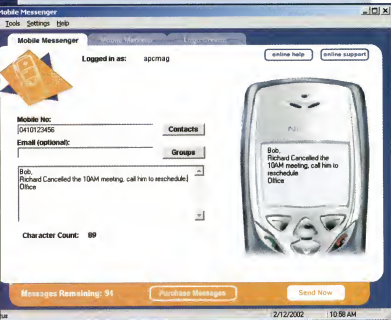 Mobile Messenger
Tools Settings Help
Mobile Messenger
Logged in as: apcmag
online help
online support
Mobile No:
0410123456
Contacts
Email (optional):
Groups
Bob,
Richard Cancelled the 10AM meeting, call him to reschedule.
Office
Character Count: 89
Bob,
Richard Cancelled the
10AM meeting, call him to
reschedule
Office
Messages Remaining: 94
Purchase Messages
Send Now
2/12/2002
10:58 AM